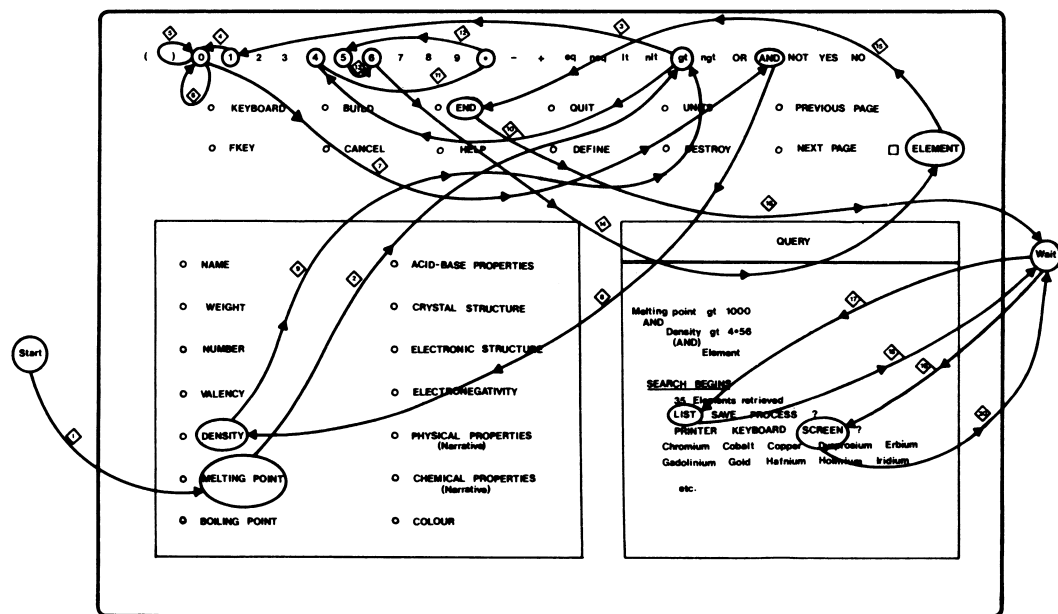 ( ) 0 1 2 3 4 5 6 7 8 9 • - + eq neq lt nlt gt ngt OR AND NOT YES NO
KEYBOARD BUILD END QUIT UNITS PREVIOUS PAGE
FKEY CANCEL HELP DEFINE DESTROY NEXT PAGE ELEMENT
QUERY
Wait
NAME ACID-BASE PROPERTIES
WEIGHT CRYSTAL STRUCTURE
Melting point gt 1000
AND
Density gt 4•56
(AND)
Element
Start
NUMBER ELECTRONIC STRUCTURE
VALENCY ELECTRONEGATIVITY
SEARCH BEGINS
35 Elements retrieved
LIST SAVE PROCESS ?
PRINTER KEYBOARD SCREEN ?
Chromium Cobalt Copper Dysprosium Erbium
Gadolinium Gold Hafnium Holmium Iridium
etc.
DENSITY PHYSICAL PROPERTIES
(Narrative)
MELTING POINT CHEMICAL PROPERTIES
(Narrative)
BOILING POINT COLOUR